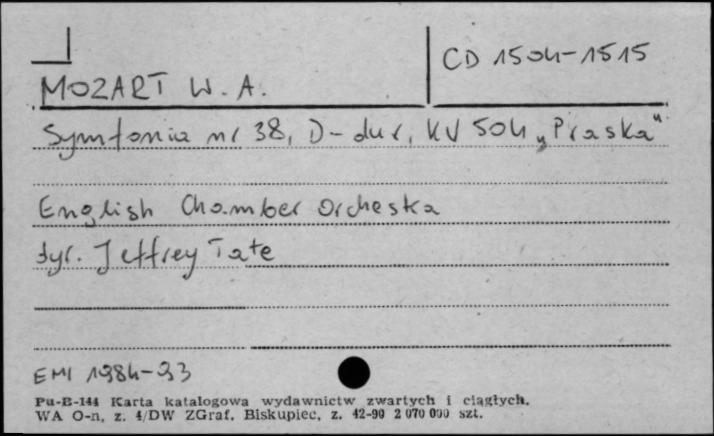 CD 1504-1515
MOZART W. A.
Symfonia nr 38, D-dur, KV 504 „Praska"
English Chamber Orchestra
dyr. Jeffrey Tate
EMI 1984-93
Pu-B-144 Karta katalogowa wydawnictw zwartych i ciągłych.
WA O-n, z. 4/DW ZGraf. Biskupiec, z. 42-90 2 070 000 szt.